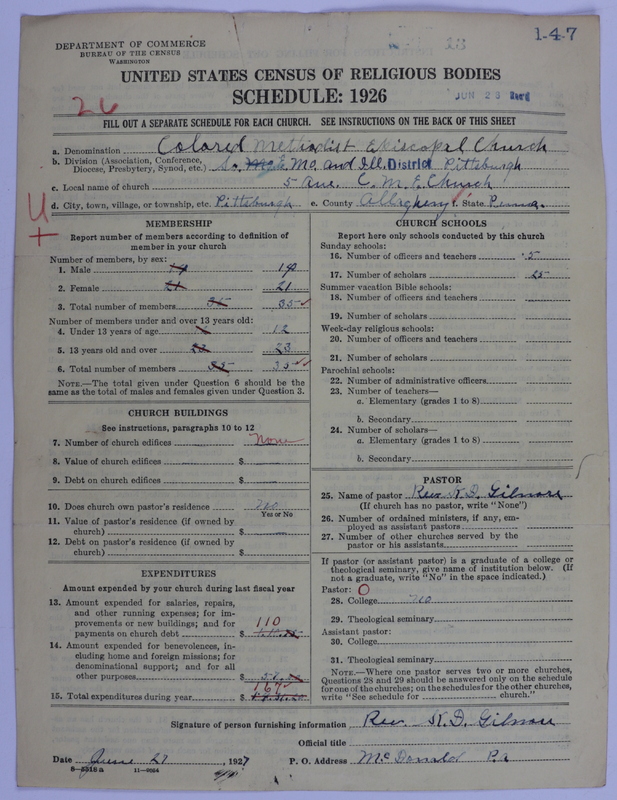 1-4-7
DEPARTMENT OF COMMERCE
BUREAU OF THE CENSUS
WASHINGTON
UNITED STATES CENSUS OF RELIGIOUS BODIES
SCHEDULE: 1926
JUN 23
26
FILL OUT A SEPARATE SCHEDULE FOR EACH CHURCH. SEE INSTRUCTIONS ON THE BACK OF THIS SHEET
a. Denomination Colored Methodist Episcopal Church
b. Division (Association, Conference, Diocese, Presbytery, Synod, etc.) So. Mo. and Ill. District Pittsburgh
c. Local name of church 5 ave. C. M. E. Church
d. City, town, village, or township, etc. Pittsburgh e. County Allegheny f. State Penna.
U+
MEMBERSHIP
Report number of members according to definition of
member in your church
Number of members, by sex:
1. Male 14
2. Female 21 21
3. Total number of members 35 35
Number of members under and over 13 years old:
4. Under 13 years of age 12
5. 13 years old and over 23 23
6. Total number of members 35 35
NOTE.—The total given under Question 6 should be the
same as the total of males and females given under Question 3.
CHURCH BUILDINGS
See instructions, paragraphs 10 to 12
7. Number of church edifices None
8. Value of church edifices $
9. Debt on church edifices $
10. Does church own pastor's residence no
Yes or No
11. Value of pastor's residence (if owned by
church) $
12. Debt on pastor's residence (if owned by
church) $
EXPENDITURES
Amount expended by your church during last fiscal year
13. Amount expended for salaries, repairs,
and other running expenses; for im-
provements or new buildings; and for
payments on church debt $ 110
14. Amount expended for benevolences, in-
cluding home and foreign missions; for
denominational support; and for all
other purposes $
15. Total expenditures during year $ 167
CHURCH SCHOOLS
Report here only schools conducted by this church
Sunday schools:
16. Number of officers and teachers 5
17. Number of scholars 25
Summer vacation Bible schools:
18. Number of officers and teachers
19. Number of scholars
Week-day religious schools:
20. Number of officers and teachers
21. Number of scholars
Parochial schools:
22. Number of administrative officers
23. Number of teachers—
a. Elementary (grades 1 to 8)
b. Secondary
24. Number of scholars—
a. Elementary (grades 1 to 8)
b. Secondary
PASTOR
25. Name of pastor Rev. K. D. Gilmore
(If church has no pastor, write "None")
26. Number of ordained ministers, if any, em-
ployed as assistant pastors
27. Number of other churches served by the
pastor or his assistants
If pastor (or assistant pastor) is a graduate of a college or
theological seminary, give name of institution below. (If
not a graduate, write "No" in the space indicated.)
Pastor: O
28. College no
29. Theological seminary
Assistant pastor:
30. College
31. Theological seminary
NOTE.—Where one pastor serves two or more churches,
Questions 28 and 29 should be answered only on the schedule
for one of the churches; on the schedules for the other churches,
write "See schedule for church."
Signature of person furnishing information Rev. K. D. Gilmore
Official title
Date June 27, 1927 P. O. Address McDonald Pa
8—5516a 11—9024